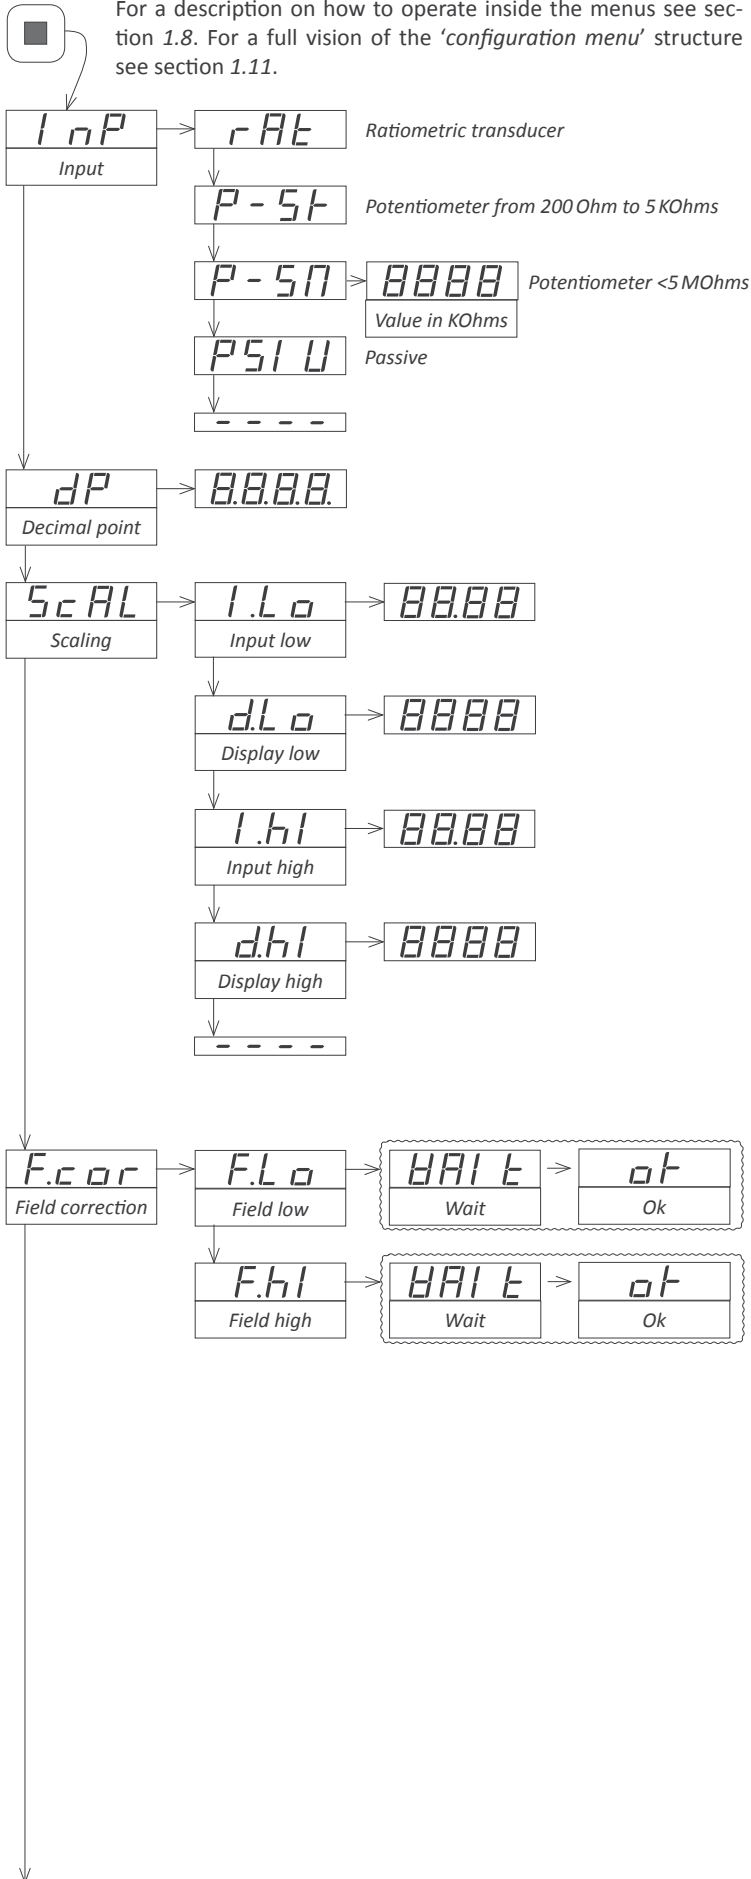 For a description on how to operate inside the menus see sec-
tion 1.8. For a full vision of the ‘configuration menu’ structure
see section 1.11.
InP
Input
rAt
Ratiometric transducer
P-5k
Potentiometer from 200 Ohm to 5 KOhms
P-5M
8888
Potentiometer <5 MOhms
Value in KOhms
PSIV
Passive
----
dP
8.8.8.8.
Decimal point
ScAL
Scaling
I.Lo
88.88
Input low
d.Lo
8888
Display low
I.hI
88.88
Input high
d.hI
8888
Display high
----
F.cor
Field correction
F.Lo
Field low
WAIt
Wait
ok
Ok
F.hI
Field high
WAIt
Wait
ok
Ok